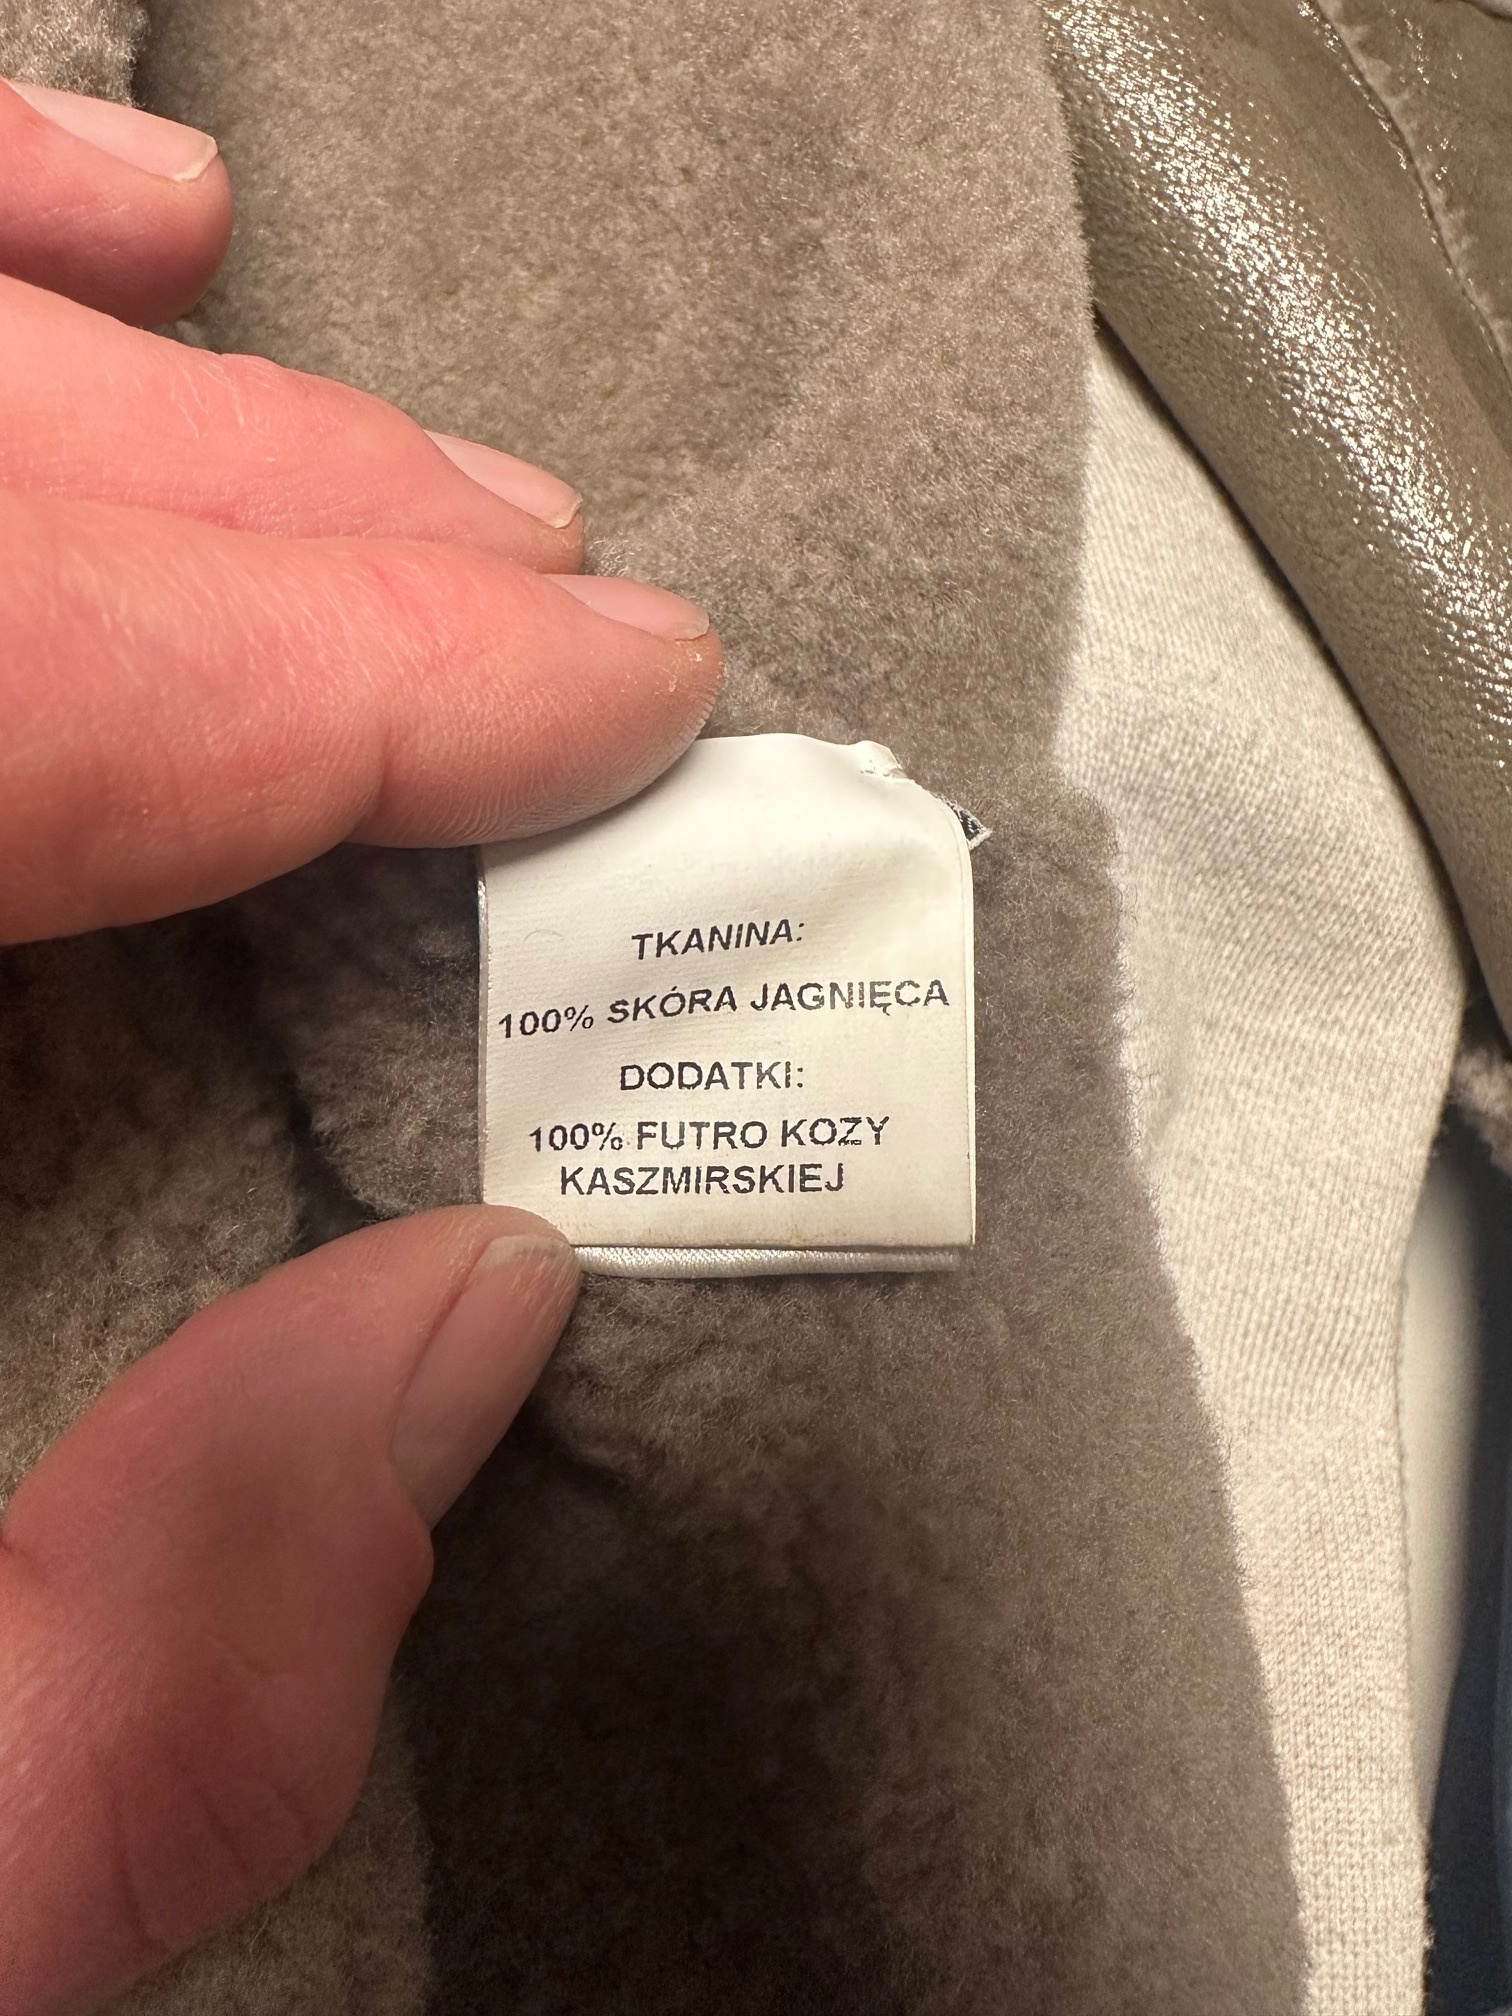 TKANINA:
100% SKÓRA JAGNIĘCA
DODATKI:
100% FUTRO KOZY
KASZMIRSKIEJ